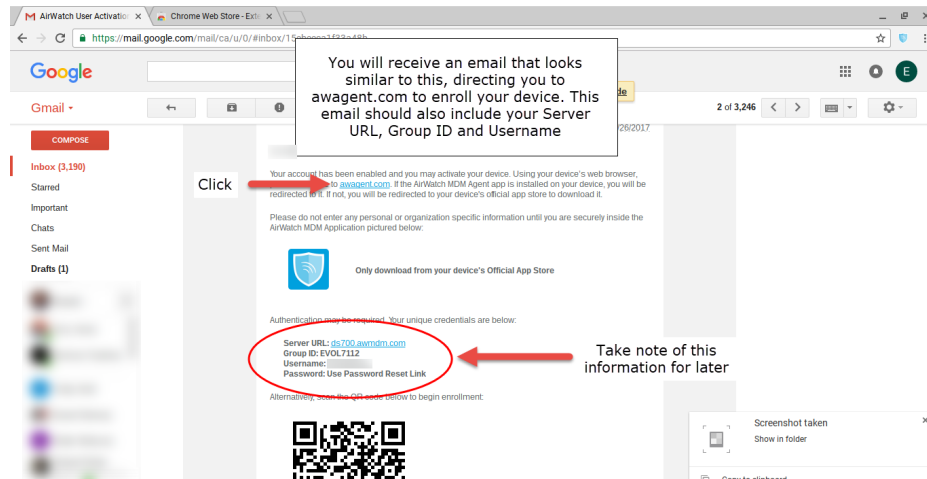 AirWatch User Activation
Chrome Web Store - Exte
https://mail.google.com/mail/ca/u/0/#inbox/
Google
E
You will receive an email that looks
similar to this, directing you to
awagent.com to enroll your device. This
email should also include your Server
URL, Group ID and Username
Gmail
2 of 3,246
/26/2017
COMPOSE
Inbox (3,190)
Starred
Important
Chats
Sent Mail
Drafts (1)
Click
Your account has been enabled and you may activate your device. Using your device's web browser,
to awagent.com. If the AirWatch MDM Agent app is installed on your device, you will be
redirected to it. If not, you will be redirected to your device's official app store to download it.
Please do not enter any personal or organization specific information until you are securely inside the
AirWatch MDM Application pictured below:
Only download from your device's Official App Store
Authentication may be required. Your unique credentials are below:
Server URL: ds700.awmdm.com
Group ID: EVOL7112
Username:
Password: Use Password Reset Link
Take note of this
information for later
Alternatively, scan the QR code below to begin enrollment:
Screenshot taken
Show in folder
Copy to clipboard